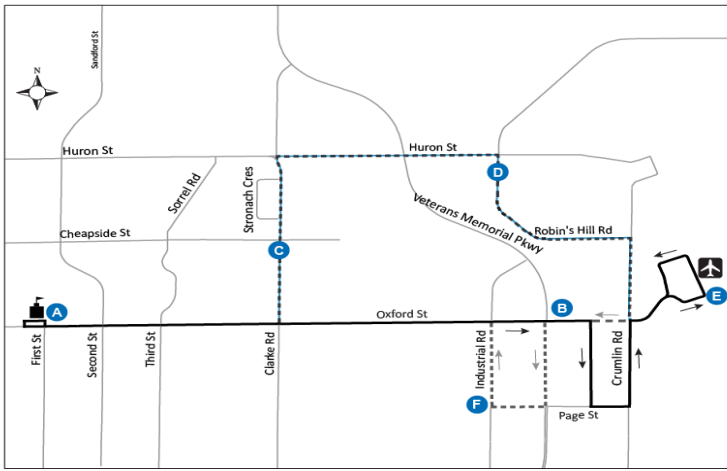 Sandford St
N
Huron St
Huron St
D
Sorrel Rd
Stronach Cres
Veterans Memorial Pkwy
Cheapside St
C
Robin's Hill Rd
A
B
E
Oxford St
First St
Second St
Third St
Clarke Rd
Industrial Rd
Crumlin Rd
F
Page St